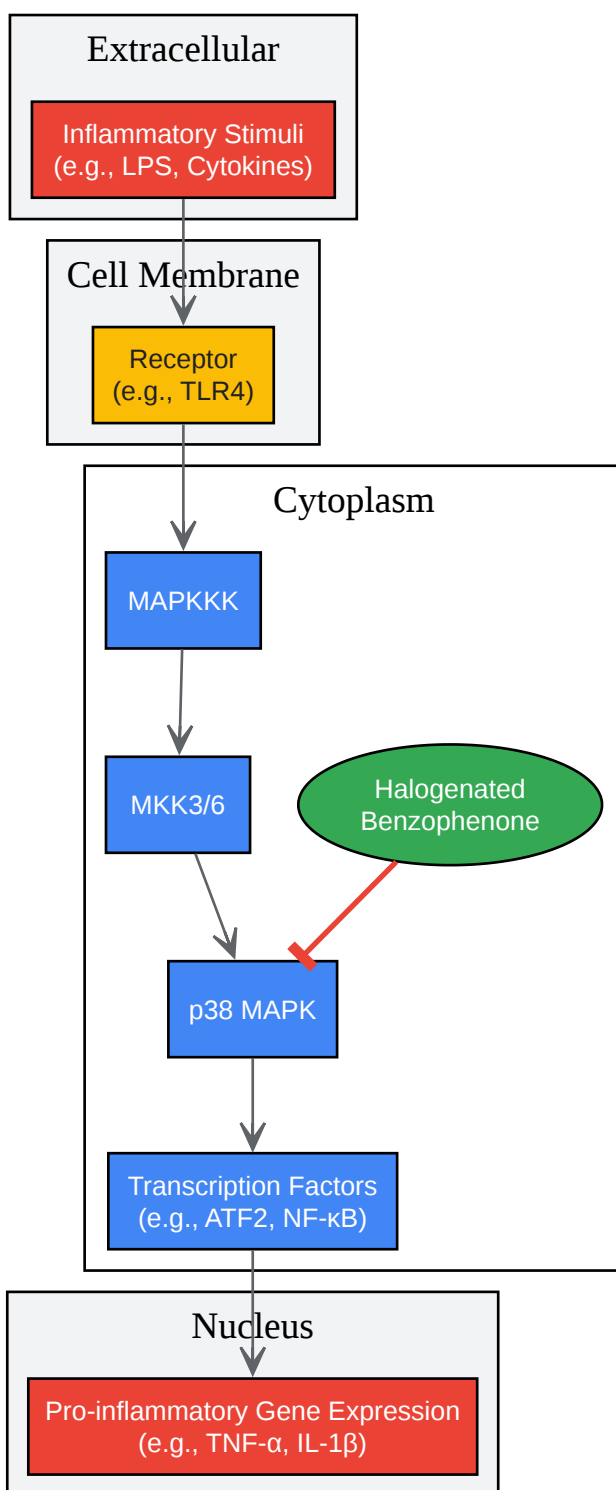 Extracellular
Inflammatory Stimuli
(e.g., LPS, Cytokines)
Cell Membrane
Receptor
(e.g., TLR4)
Cytoplasm
MAPKKK
MKK3/6
Halogenated
Benzophenone
p38 MAPK
Transcription Factors
(e.g., ATF2, NF-κB)
Nucleus
Pro-inflammatory Gene Expression
(e.g., TNF-α, IL-1β)